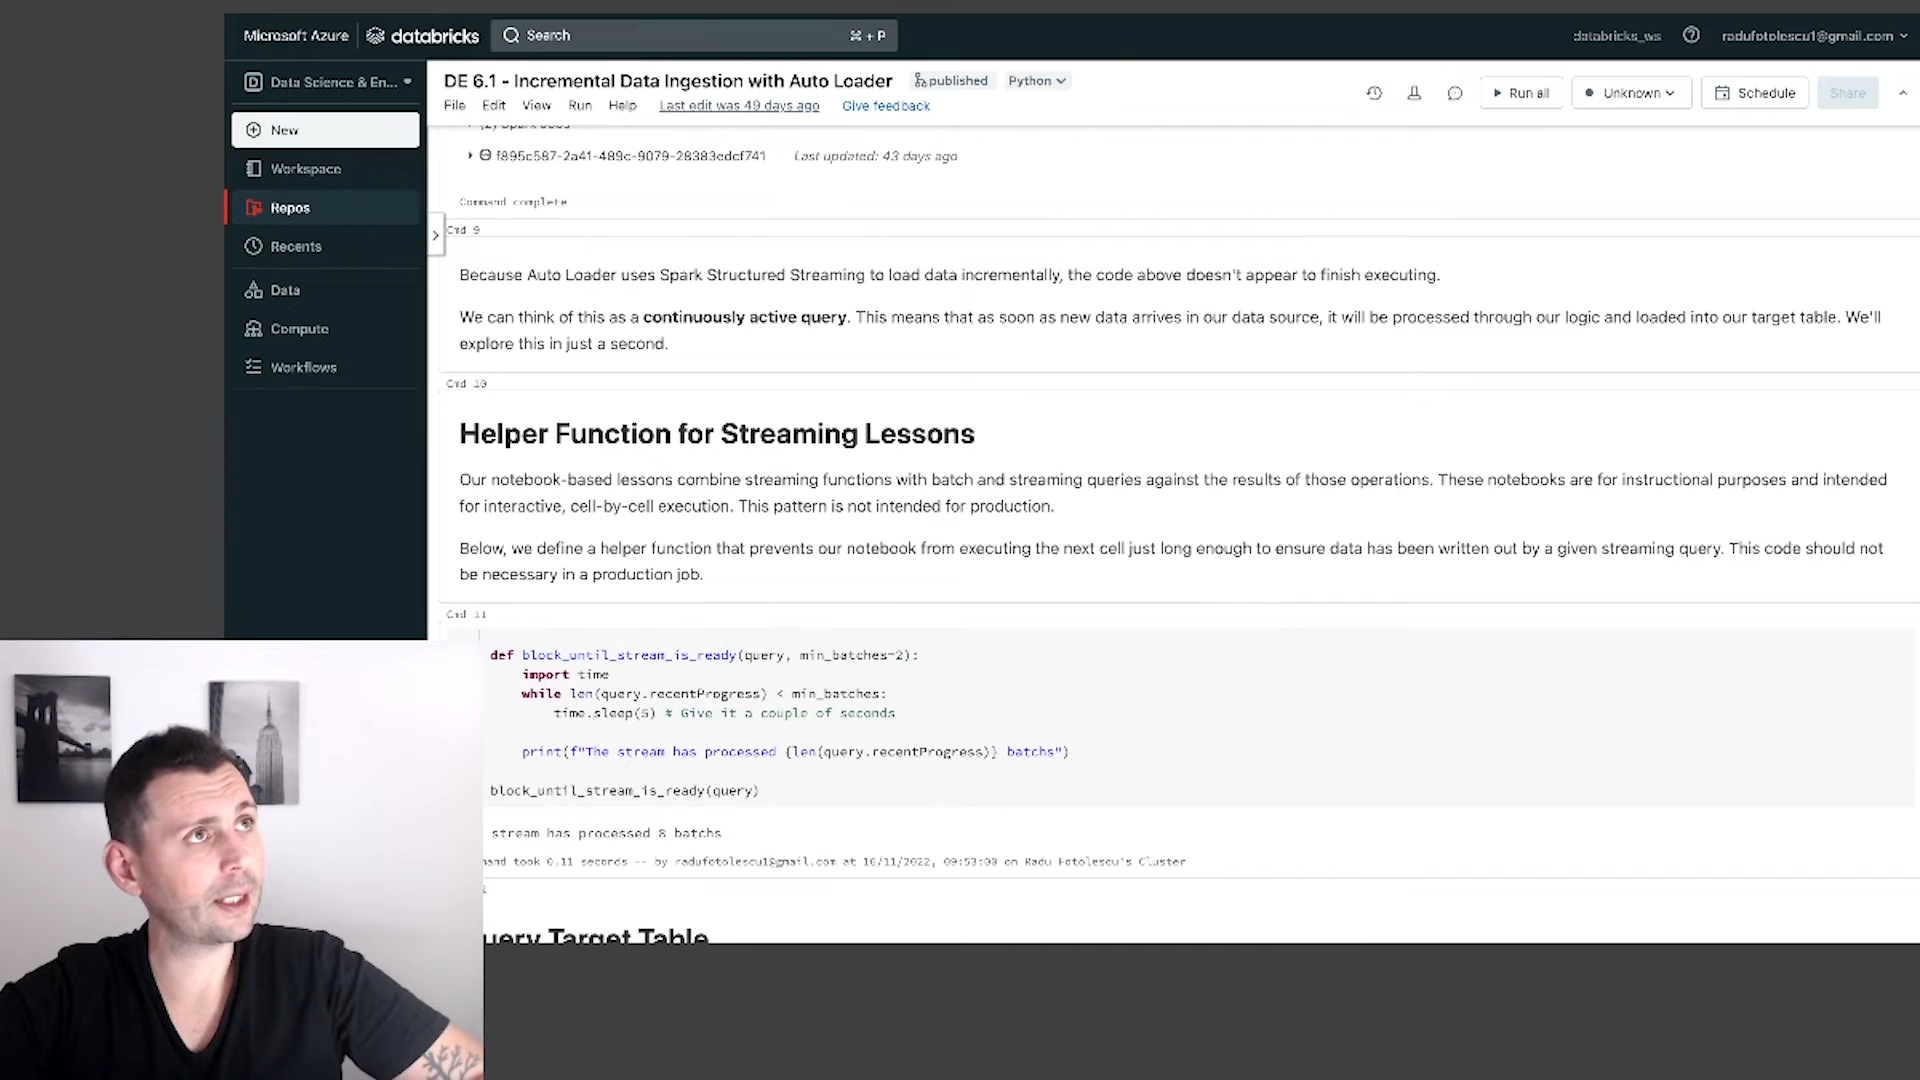 Microsoft Azure databricks Search ⌘ + P databricks_ws radufotolescu1@gmail.com
Data Science & En...
New
Workspace
Repos
Recents
Data
Compute
Workflows
DE 6.1 - Incremental Data Ingestion with Auto Loader published Python
File Edit View Run Help Last edit was 49 days ago Give feedback
Run all Unknown Schedule Share
(2) Spark Jobs
f895c587-2a41-489c-9079-28383edcf741 Last updated: 43 days ago
Command complete
Cmd 9
Because Auto Loader uses Spark Structured Streaming to load data incrementally, the code above doesn't appear to finish executing.
We can think of this as a continuously active query. This means that as soon as new data arrives in our data source, it will be processed through our logic and loaded into our target table. We'll
explore this in just a second.
Cmd 10
Helper Function for Streaming Lessons
Our notebook-based lessons combine streaming functions with batch and streaming queries against the results of those operations. These notebooks are for instructional purposes and intended
for interactive, cell-by-cell execution. This pattern is not intended for production.
Below, we define a helper function that prevents our notebook from executing the next cell just long enough to ensure data has been written out by a given streaming query. This code should not
be necessary in a production job.
Cmd 11
def block_until_stream_is_ready(query, min_batches=2):
import time
while len(query.recentProgress) < min_batches:
time.sleep(5) # Give it a couple of seconds
print(f"The stream has processed {len(query.recentProgress)} batchs")
block_until_stream_is_ready(query)
stream has processed 8 batchs
and took 0.11 seconds -- by radufotolescu1@gmail.com at 16/11/2022, 09:53:00 on Radu Fotolescu's Cluster
uery Target Table